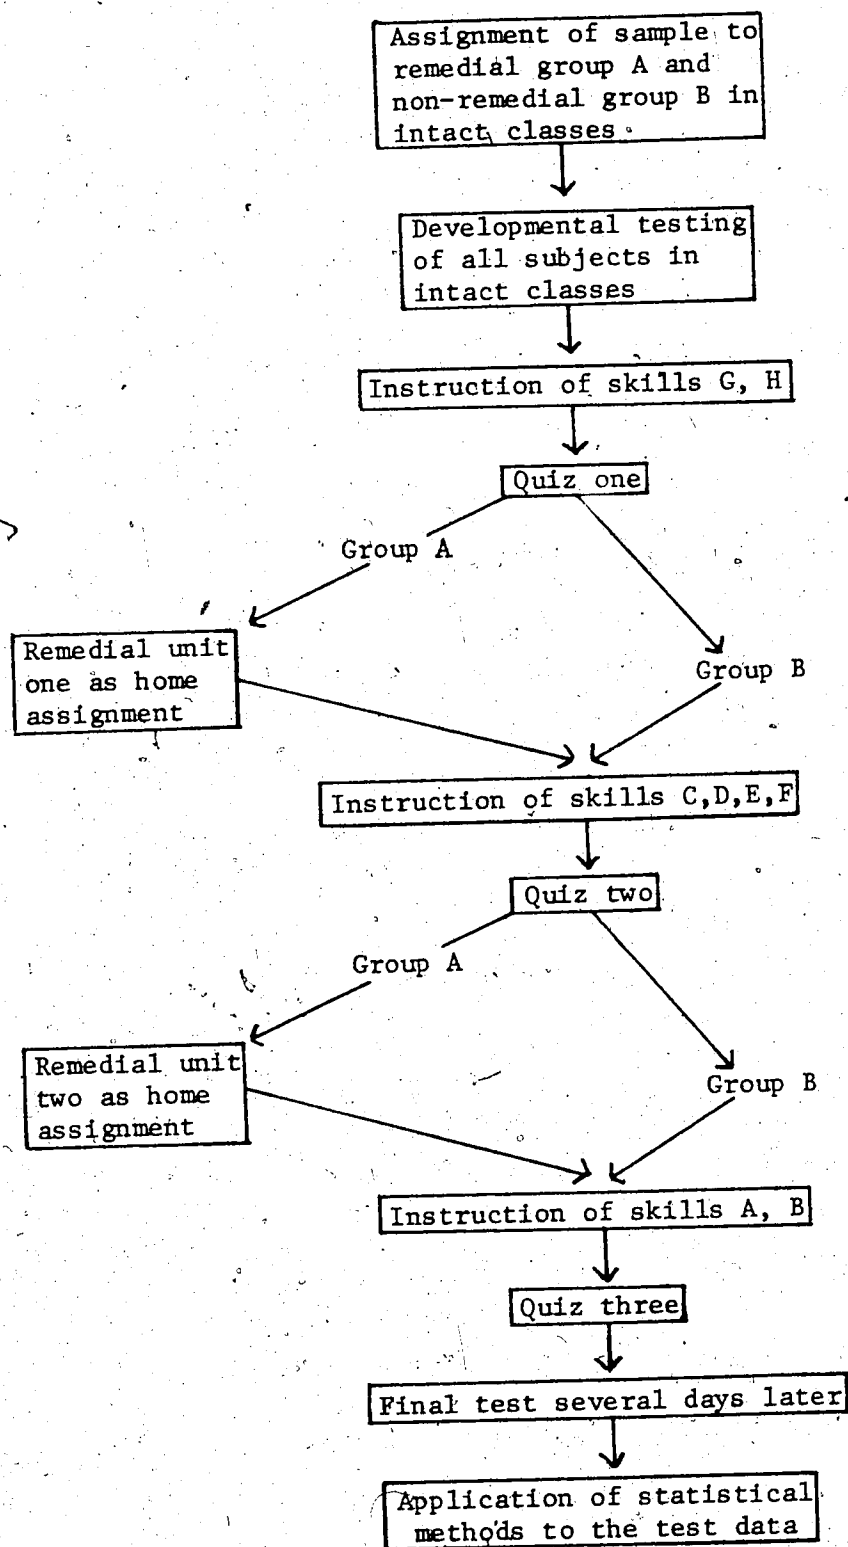 Assignment of sample to
remedial group A and
non-remedial group B in
intact classes.
Developmental testing
of all subjects in
intact classes
Instruction of skills G, H
Quiz one
Group A
Remedial unit
one as home
assignment
Group B
Instruction of skills C,D,E,F
Quiz two
Group A
Remedial unit
two as home
assignment
Group B
Instruction of skills A, B
Quiz three
Final test several days later
Application of statistical
methods to the test data